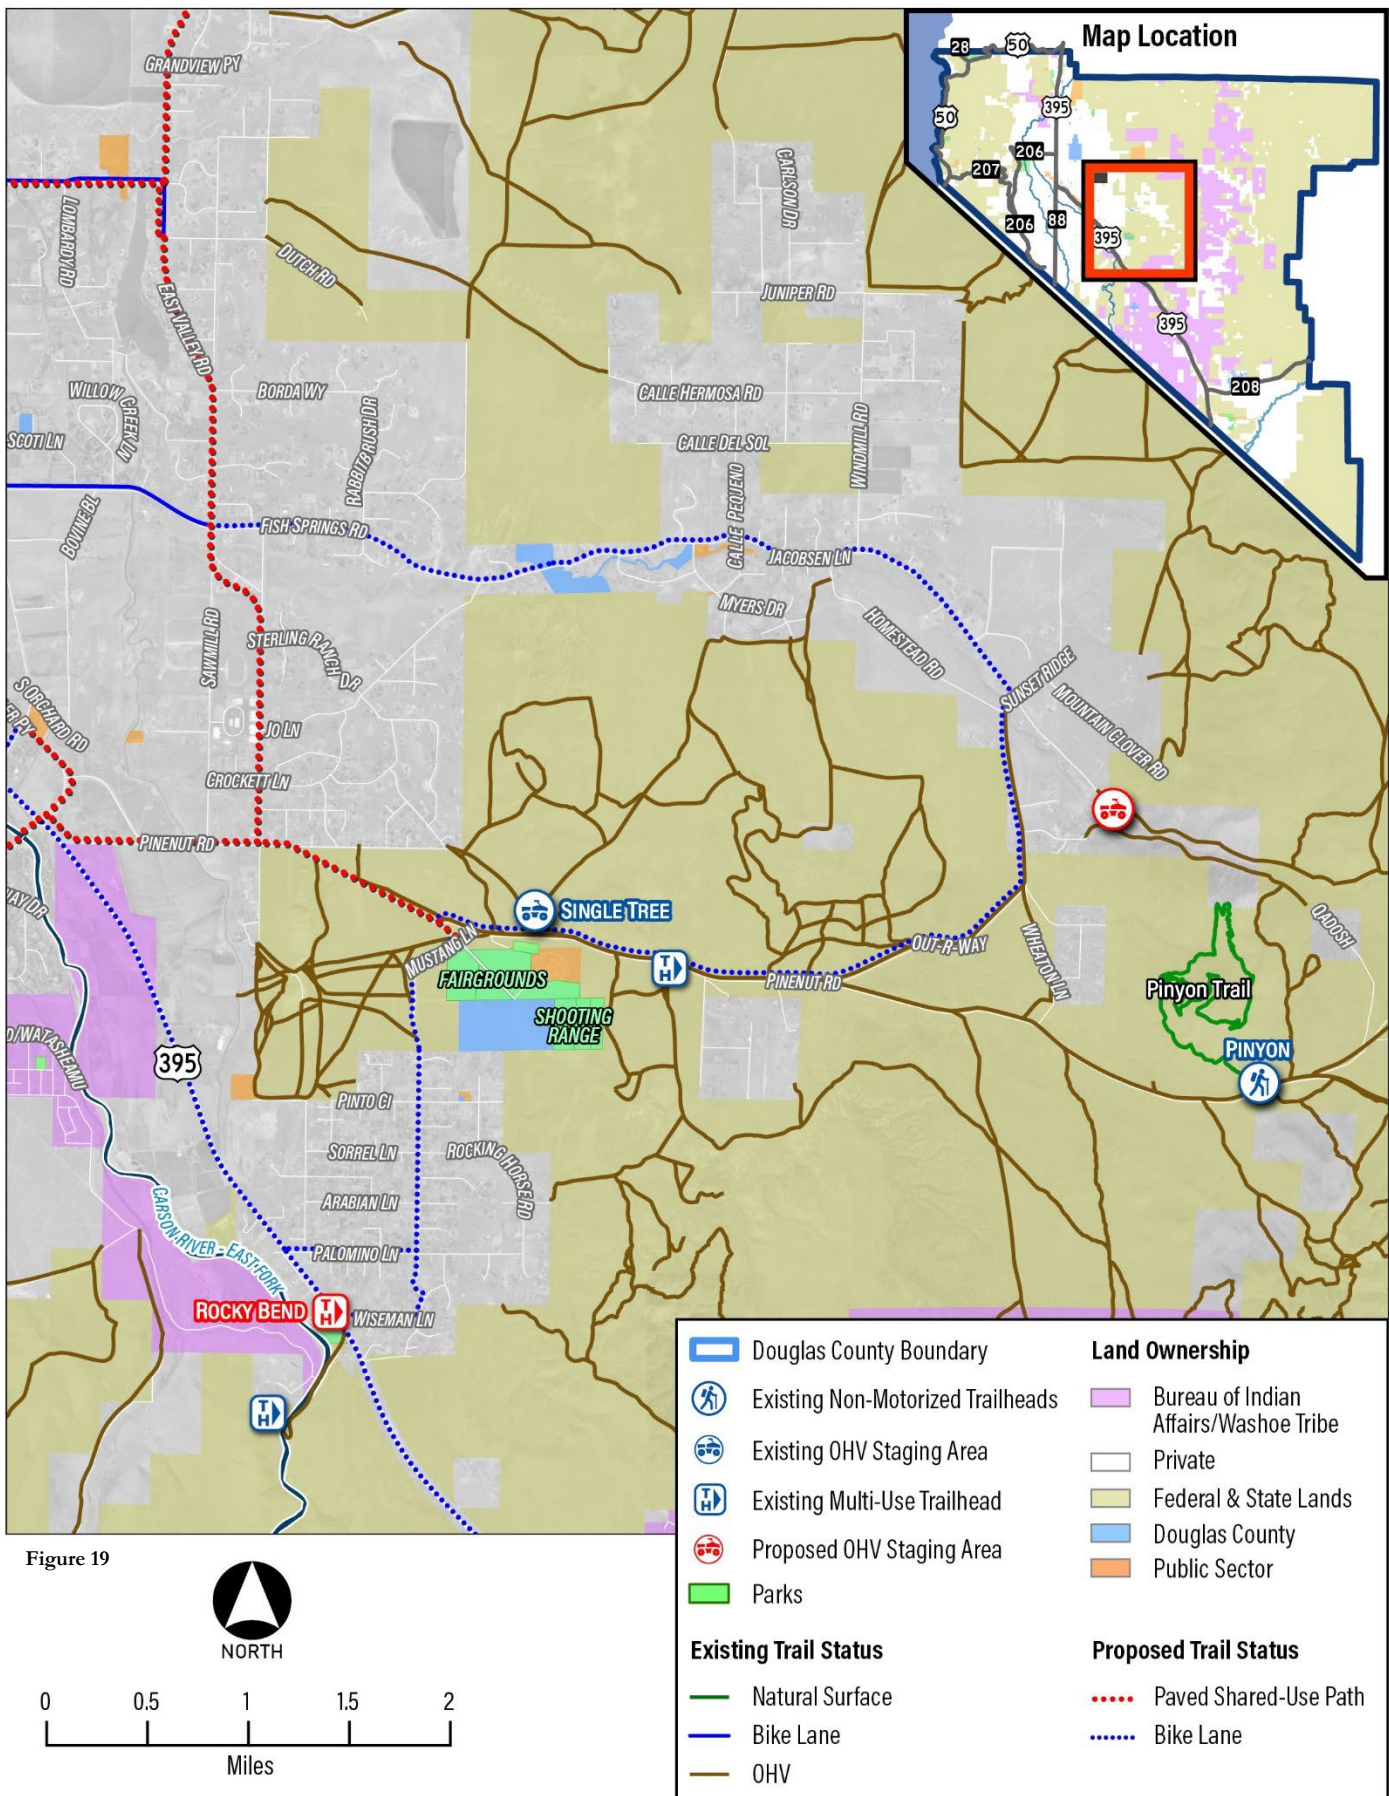 Map Location
28
50
50
395
206
207
206
88
395
395
208
GRANDVIEW PY
LOMBARDY RD
DUTCH RD
EAST VALLEY RD
CARLSON DR
JUNIPER RD
WILLOW
CREEK LN
BORDA WY
RABBITBRUSH DR
CALLE HERMOSA RD
CALLE DEL SOL
WINDMILL RD
SCOTI LN
BOVINE BL
FISH SPRINGS RD
CALLE PEQUENO
JACOBSEN LN
MYERS DR
HOMESTEAD RD
SAWMILL RD
STERLING RANCH DR
SUNSET RIDGE
MOUNTAIN CLOVER RD
S ORCHARD RD
ER PY
JO LN
CROCKETT LN
PINENUT RD
SINGLE TREE
MUSTANG LN
FAIRGROUNDS
TH
OUT-R-WAY
PINENUT RD
WHEATON LN
QADOSH
SHOOTING
RANGE
Pinyon Trail
PINYON
D/WATASHEAMU
395
PINTO CI
SORREL LN
ROCKING HORSE RD
ARABIAN LN
PALOMINO LN
CARSON RIVER - EAST FORK
ROCKY BEND
TH
WISEMAN LN
TH
Douglas County Boundary
Existing Non-Motorized Trailheads
Existing OHV Staging Area
TH
Existing Multi-Use Trailhead
Proposed OHV Staging Area
Parks
Land Ownership
Bureau of Indian
Affairs/Washoe Tribe
Private
Federal & State Lands
Douglas County
Public Sector
Existing Trail Status
Natural Surface
Bike Lane
OHV
Proposed Trail Status
Paved Shared-Use Path
Bike Lane
Figure 19
NORTH
0 0.5 1 1.5 2
Miles